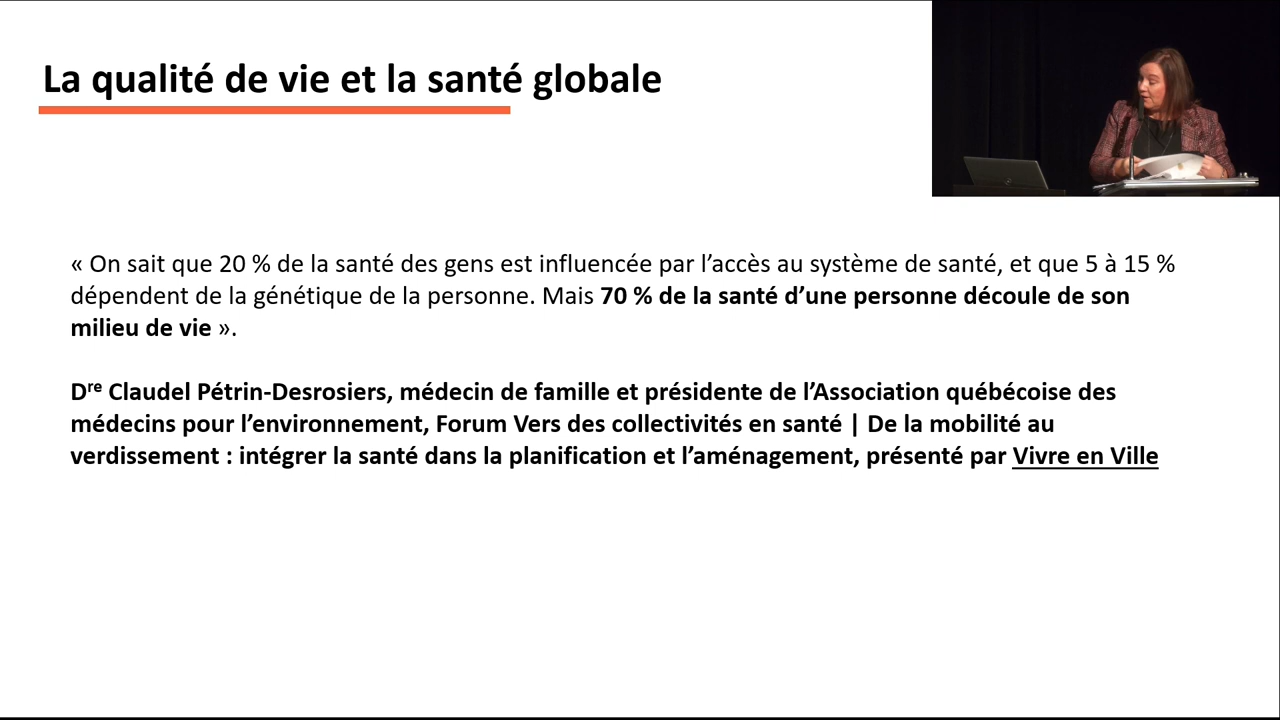 La qualité de vie et la santé globale
« On sait que 20 % de la santé des gens est influencée par l’accès au système de santé, et que 5 à 15 %
dépendent de la génétique de la personne. Mais 70 % de la santé d’une personne découle de son
milieu de vie ».
Dre Claudel Pétrin-Desrosiers, médecin de famille et présidente de l’Association québécoise des
médecins pour l’environnement, Forum Vers des collectivités en santé | De la mobilité au
verdissement : intégrer la santé dans la planification et l’aménagement, présenté par Vivre en Ville